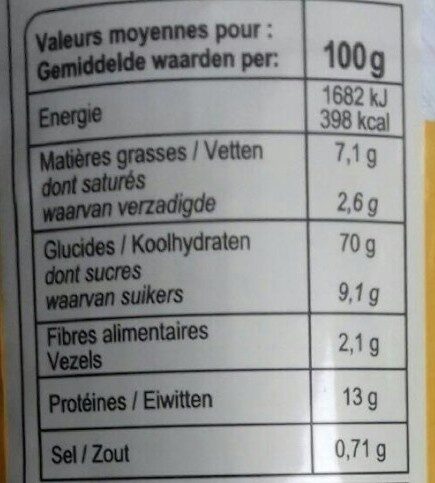 Valeurs moyennes pour :
Gemiddelde waarden per: 100g
Energie 1682 kJ
398 kcal
Matières grasses / Vetten 7,1 g
dont saturés
waarvan verzadigde 2,6 g
Glucides / Koolhydraten 70 g
dont sucres
waarvan suikers 9,1 g
Fibres alimentaires
Vezels 2,1 g
Protéines / Eiwitten 13 g
Sel / Zout 0,71 g